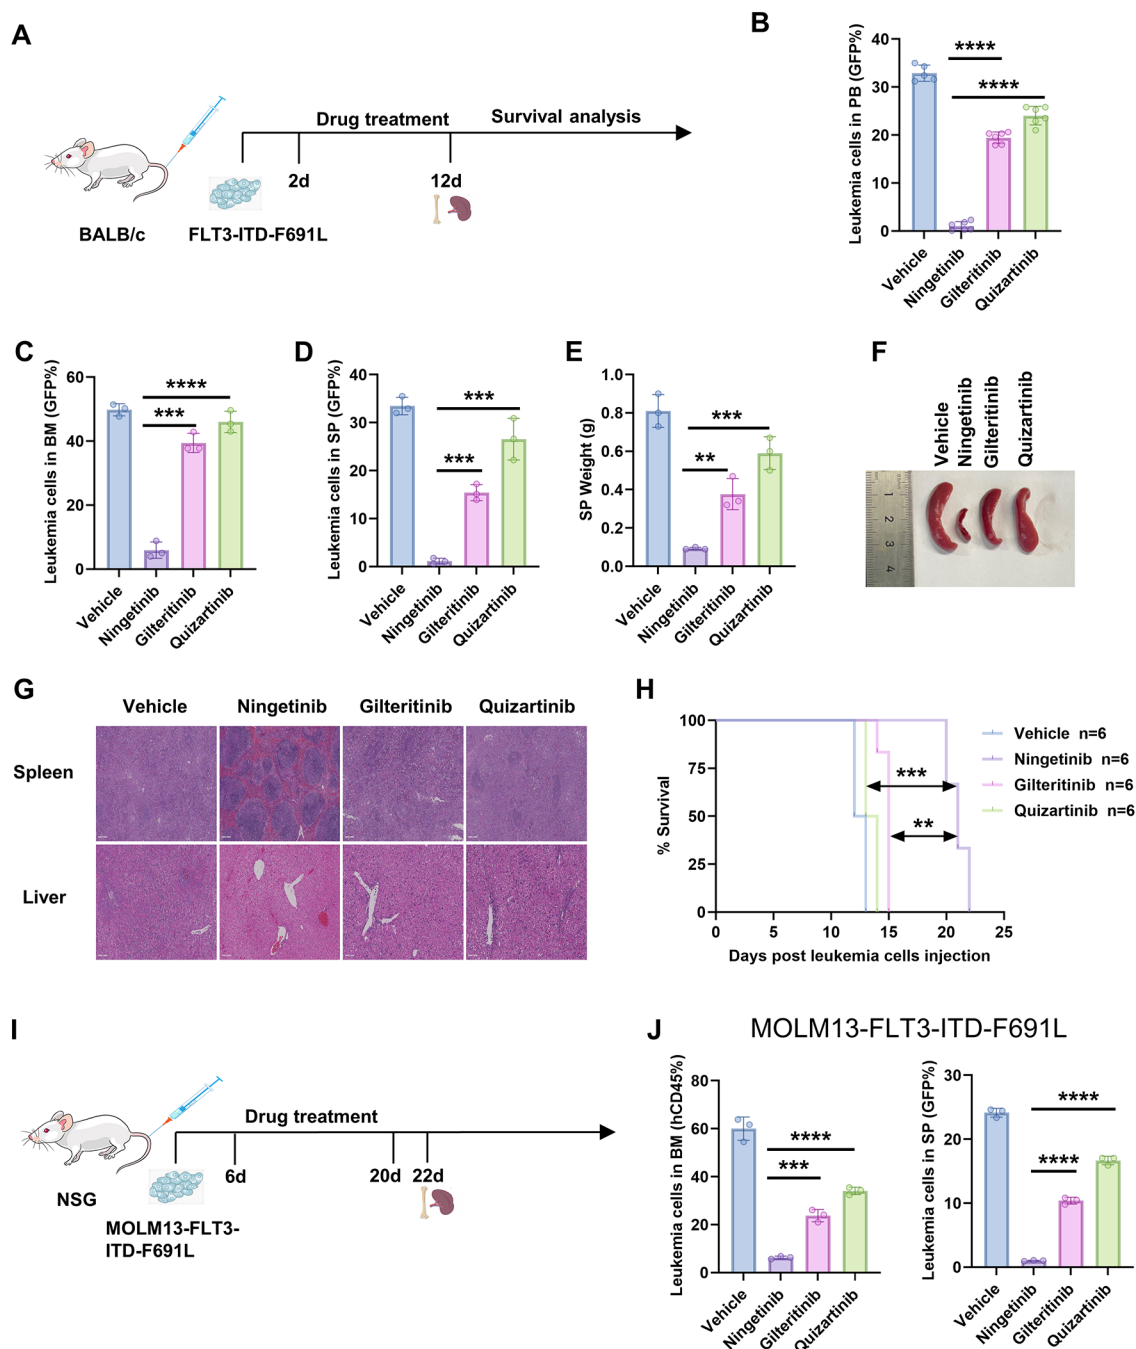 A
Drug treatment
Survival analysis
2d
12d
BALB/c
FLT3-ITD-F691L
B
Leukemia cells in PB (GFP%)
40
30
20
10
0
****
****
Vehicle
Ningetinib
Gilteritinib
Quizartinib
C
Leukemia cells in BM (GFP%)
60
40
20
0
****
***
Vehicle
Ningetinib
Gilteritinib
Quizartinib
D
Leukemia cells in SP (GFP%)
40
30
20
10
0
***
***
Vehicle
Ningetinib
Gilteritinib
Quizartinib
E
SP Weight (g)
1.0
0.8
0.6
0.4
0.2
0.0
***
**
Vehicle
Ningetinib
Gilteritinib
Quizartinib
F
Vehicle
Ningetinib
Gilteritinib
Quizartinib
1
2
3
4
G
Vehicle
Ningetinib
Gilteritinib
Quizartinib
Spleen
Liver
H
% Survival
100
75
50
25
0
***
**
0
5
10
15
20
25
Days post leukemia cells injection
Vehicle n=6
Ningetinib n=6
Gilteritinib n=6
Quizartinib n=6
I
Drug treatment
6d
20d
22d
NSG
MOLM13-FLT3-
ITD-F691L
J
MOLM13-FLT3-ITD-F691L
Leukemia cells in BM (hCD45%)
80
60
40
20
0
****
***
Vehicle
Ningetinib
Gilteritinib
Quizartinib
Leukemia cells in SP (GFP%)
30
20
10
0
****
****
Vehicle
Ningetinib
Gilteritinib
Quizartinib